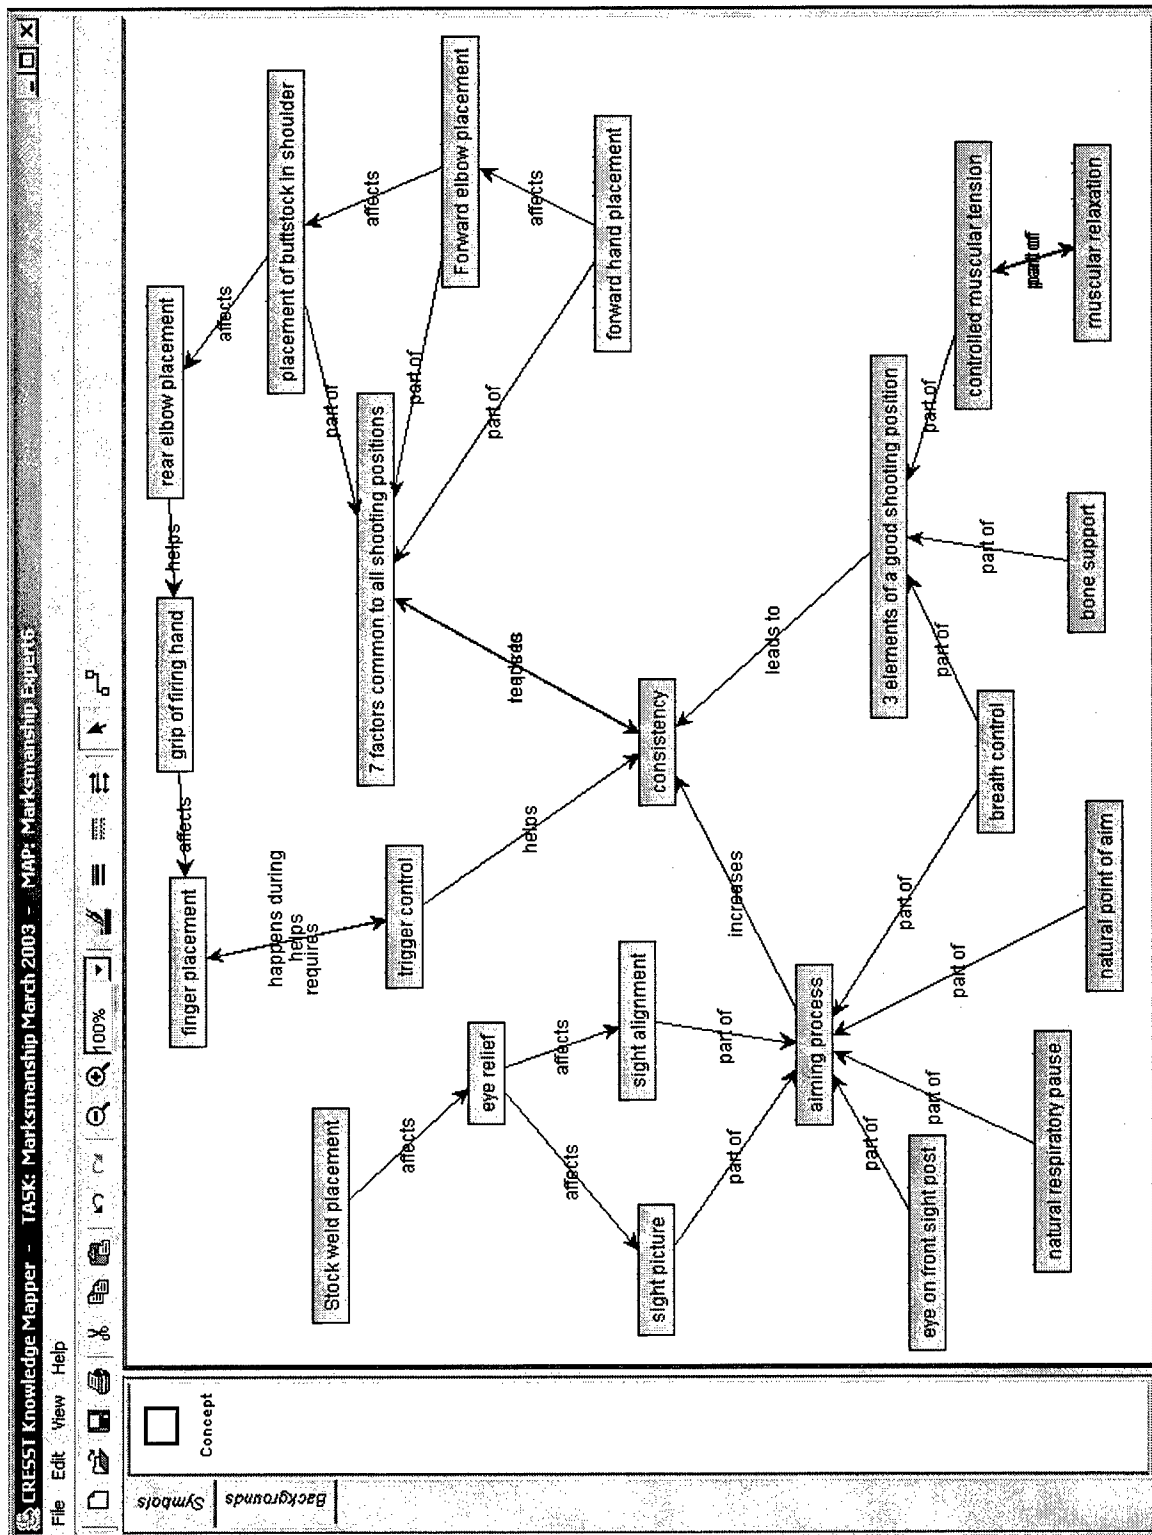 CRESST Knowledge Mapper - TASK: Marksmanship March 2003 - MAP: Marksmanship Expert6
File Edit View Help
100%
Symbols
Backgrounds
Concept
finger placement
affects
grip of firing hand
helps
rear elbow placement
affects
placement of buttstock in shoulder
happens during
helps
requires
Stock weld placement
trigger control
7 factors common to all shooting positions
part of
affects
affects
eye relief
part of
Forward elbow placement
affects
affects
helps
part of
affects
sight picture
sight alignment
consistency
forward hand placement
part of
part of
increases
leads to
aiming process
part of
part of
part of
part of
eye on front sight post
3 elements of a good shooting position
part of
part of
part of
controlled muscular tension
natural respiratory pause
natural point of aim
breath control
bone support
muscular relaxation